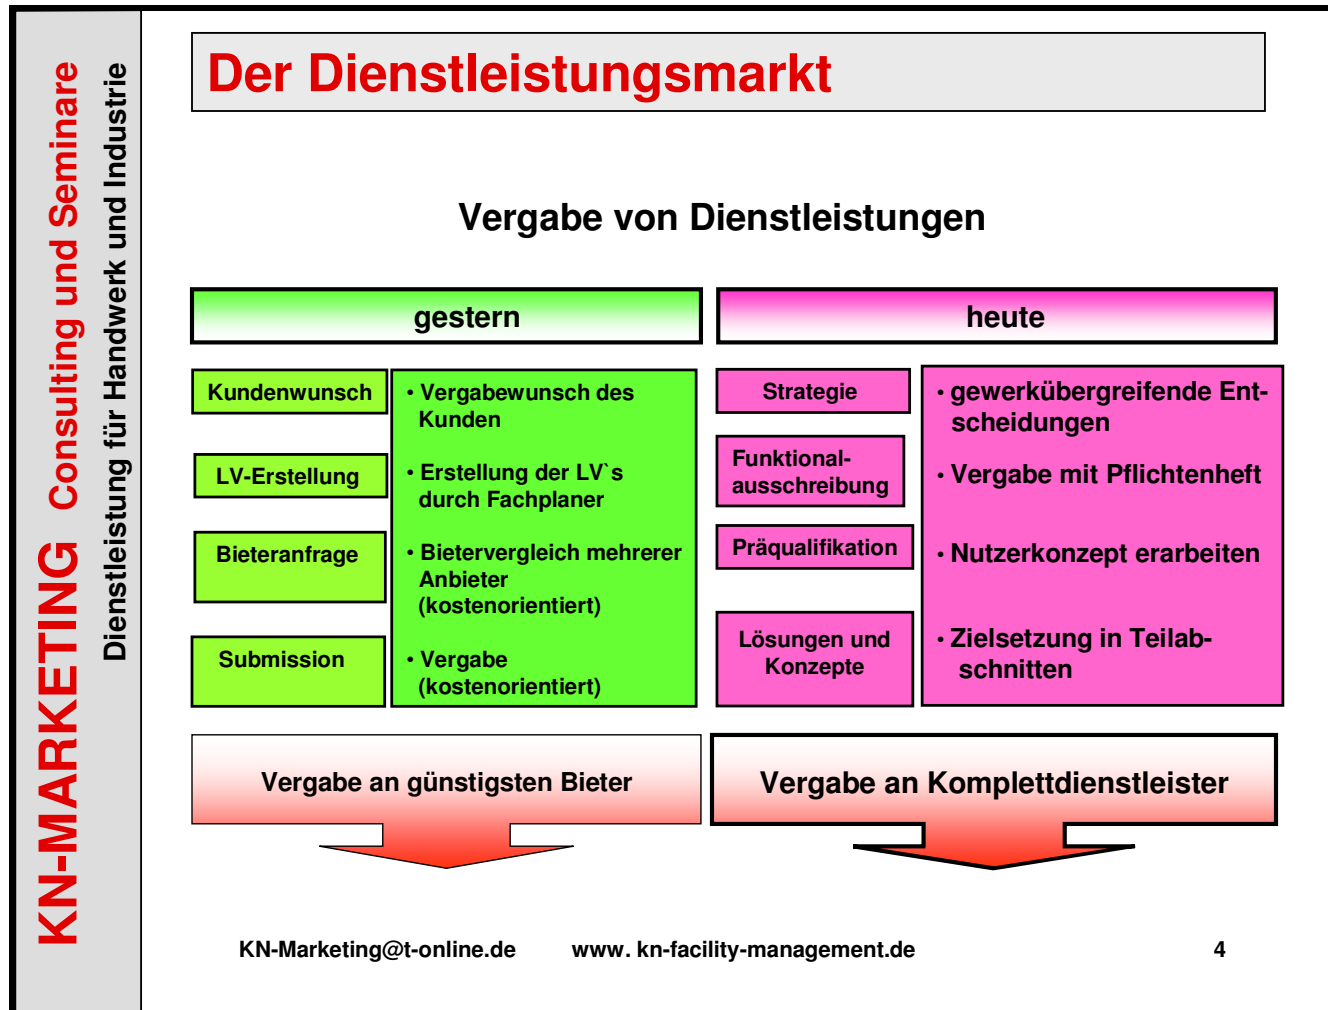 KN-MARKETING Consulting und Seminare
Dienstleistung für Handwerk und Industrie
Der Dienstleistungsmarkt
Vergabe von Dienstleistungen
gestern
Kundenwunsch
• Vergabewunsch des
Kunden
LV-Erstellung
• Erstellung der LV`s
durch Fachplaner
Bieteranfrage
• Bietervergleich mehrerer
Anbieter
(kostenorientiert)
Submission
• Vergabe
(kostenorientiert)
Vergabe an günstigsten Bieter
heute
Strategie
• gewerkübergreifende Ent-
scheidungen
Funktional-
ausschreibung
• Vergabe mit Pflichtenheft
Präqualifikation
• Nutzerkonzept erarbeiten
Lösungen und
Konzepte
• Zielsetzung in Teilab-
schnitten
Vergabe an Komplettdienstleister
KN-Marketing@t-online.de www. kn-facility-management.de 4